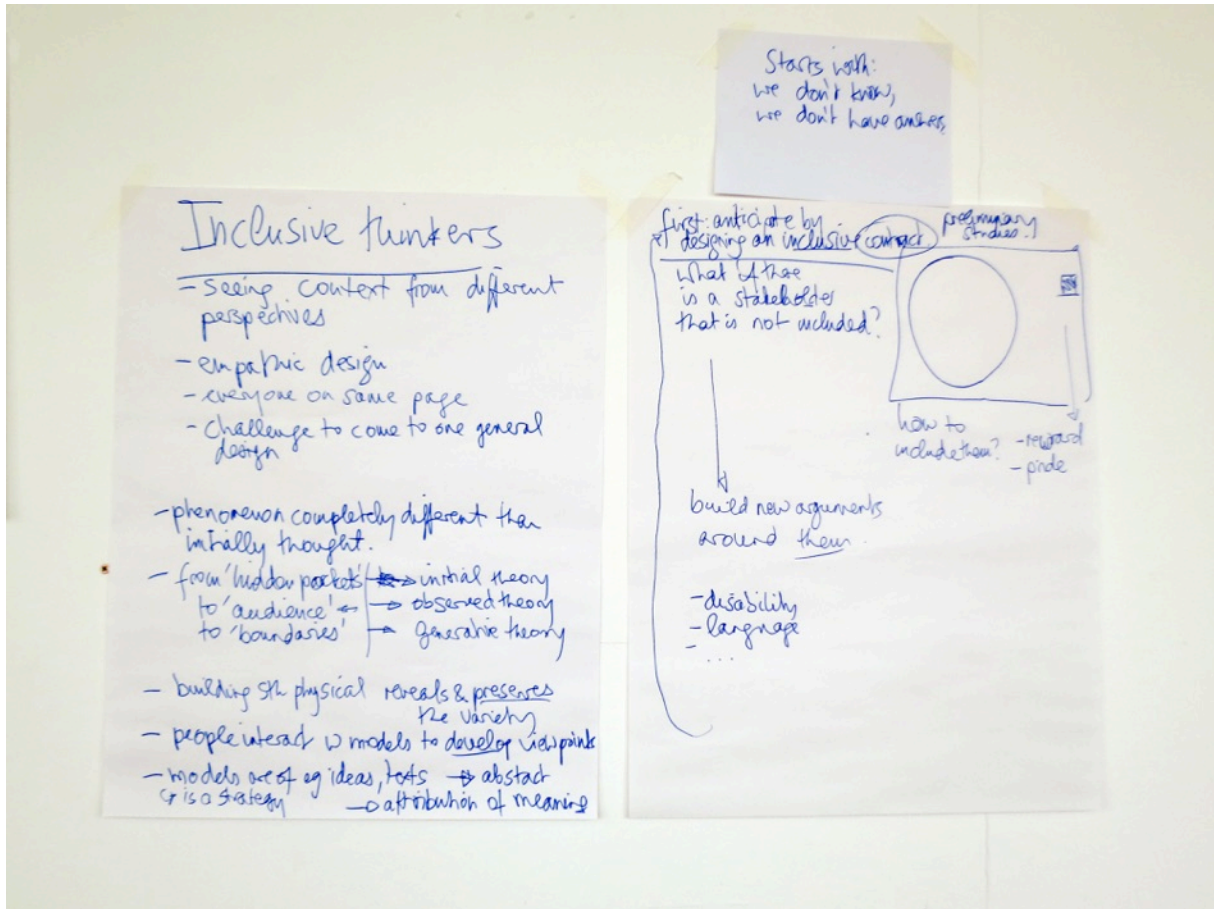 Starts with:
we don't know,
we don't have answers
Inclusive thinkers
- seeing context from different
perspectives
- empathic design
- everyone on same page
- challenge to come to one general
design
- phenomenon completely different than
initially thought.
- from 'hidden pockets' → initial theory
to 'audience' ← → observed theory
to 'boundaries' → generative theory
- building sth physical reveals & preserves
the variety
- people interact w models to develop viewpoints
- models are of eg ideas, texts → abstact
↳ is a strategy → attribution of meaning
first: anticipate by
designing an inclusive contract
preliminary
studies.
what if there
is a stakeholder
that is not included?
how to
include them?
- reward
- pride
build new arguments
around them.
- disability
- language
- ...